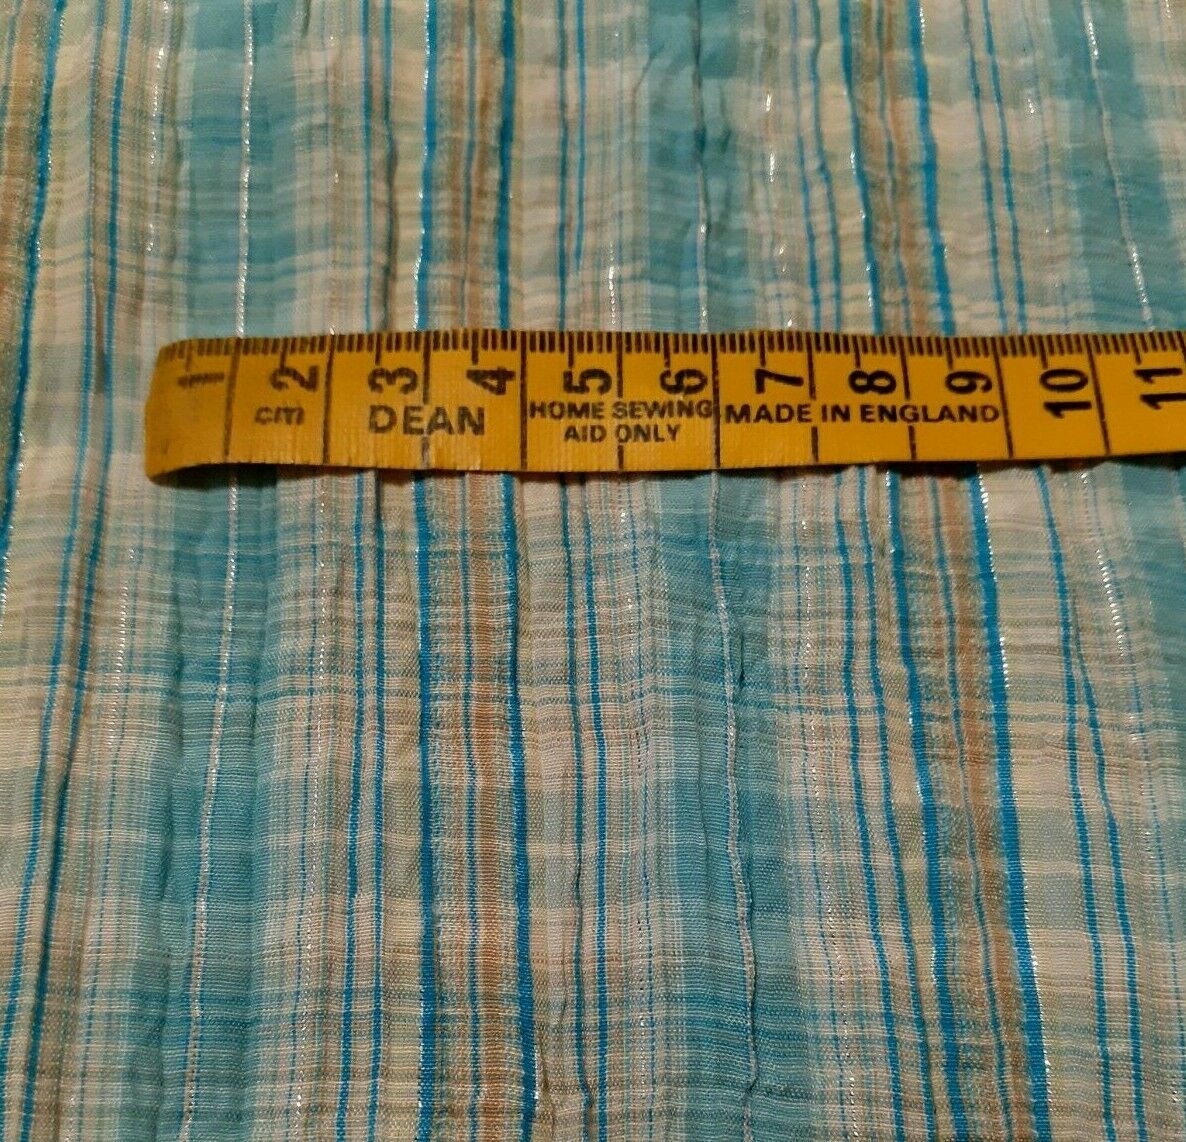 1 2 3 4 5 6 7 8 9 10 11
cm DEAN HOME SEWING MADE IN ENGLAND
AID ONLY